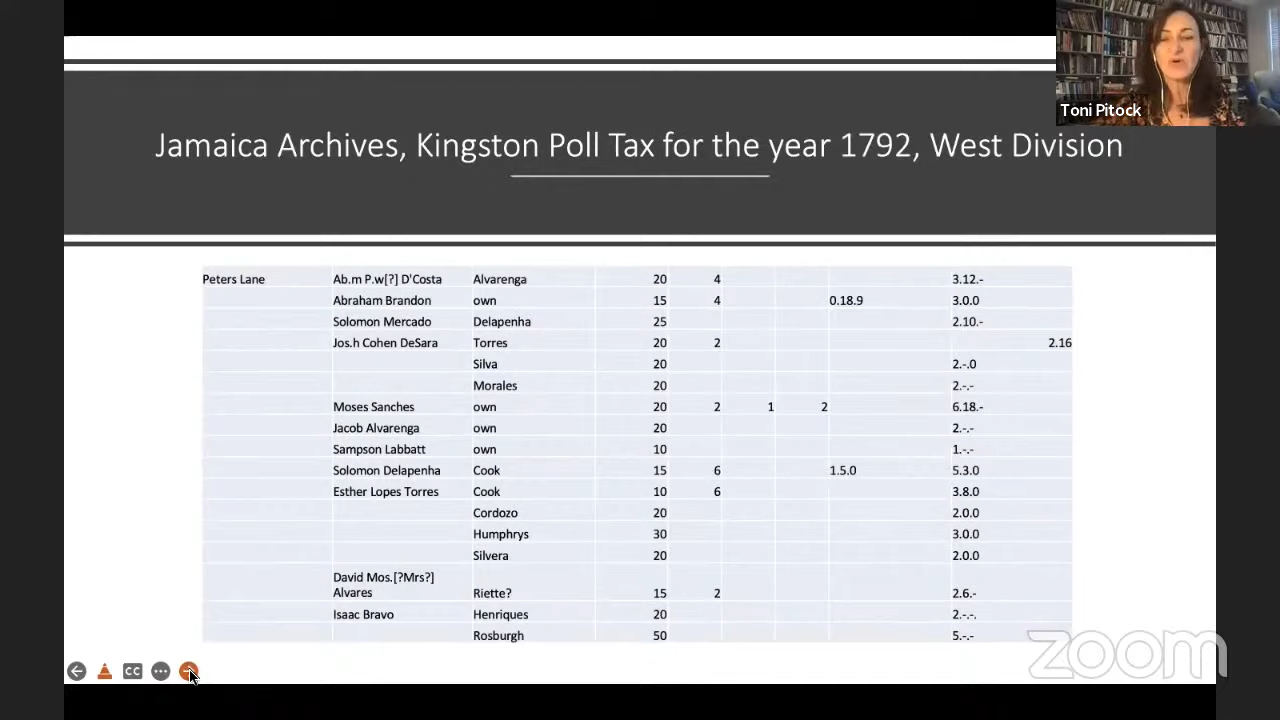 Toni Pitock
Jamaica Archives, Kingston Poll Tax for the year 1792, West Division
Peters Lane Ab.m P.w[?] D'Costa Alvarenga 20 4 3.12.-
Abraham Brandon own 15 4 0.18.9 3.0.0
Solomon Mercado Delapenha 25 2.10.-
Jos.h Cohen DeSara Torres 20 2 2.16
Silva 20 2.-.0
Morales 20 2.-.-
Moses Sanches own 20 2 1 2 6.18.-
Jacob Alvarenga own 20 2.-.-
Sampson Labbatt own 10 1.-.-
Solomon Delapenha Cook 15 6 1.5.0 5.3.0
Esther Lopes Torres Cook 10 6 3.8.0
Cordozo 20 2.0.0
Humphrys 30 3.0.0
Silvera 20 2.0.0
David Mos.[?Mrs?]
Alvares Riette? 15 2 2.6.-
Isaac Bravo Henriques 20 2.-.-.
Rosburgh 50 5.-.-
CC
zoom